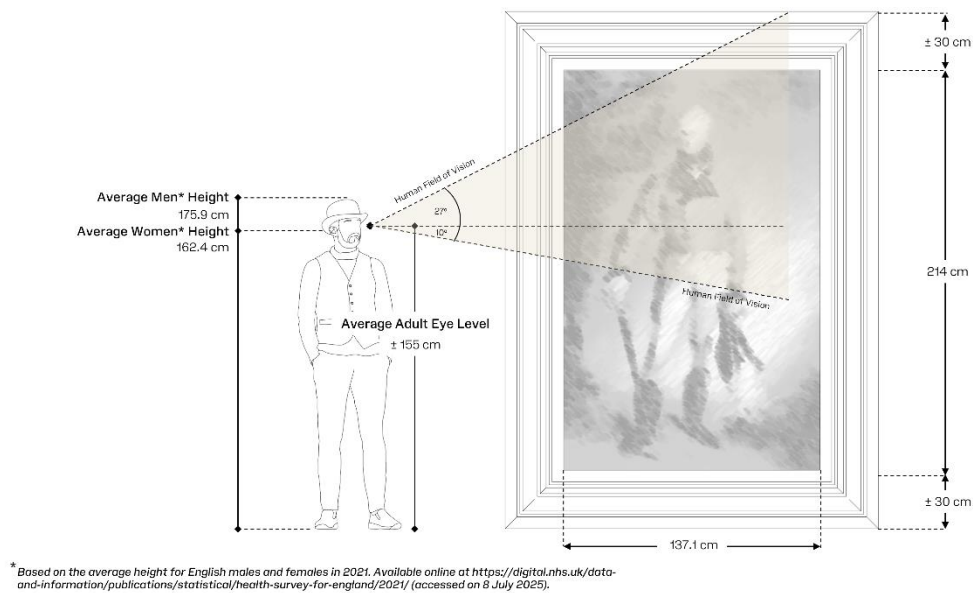 ± 30 cm
Human Field of Vision
Average Men* Height
175.9 cm
27°
Average Women* Height
10°
162.4 cm
214 cm
Human Field of Vision
Average Adult Eye Level
± 155 cm
± 30 cm
137.1 cm
* Based on the average height for English males and females in 2021. Available online at https://digital.nhs.uk/data-
and-information/publications/statistical/health-survey-for-england/2021/ (accessed on 8 July 2025).